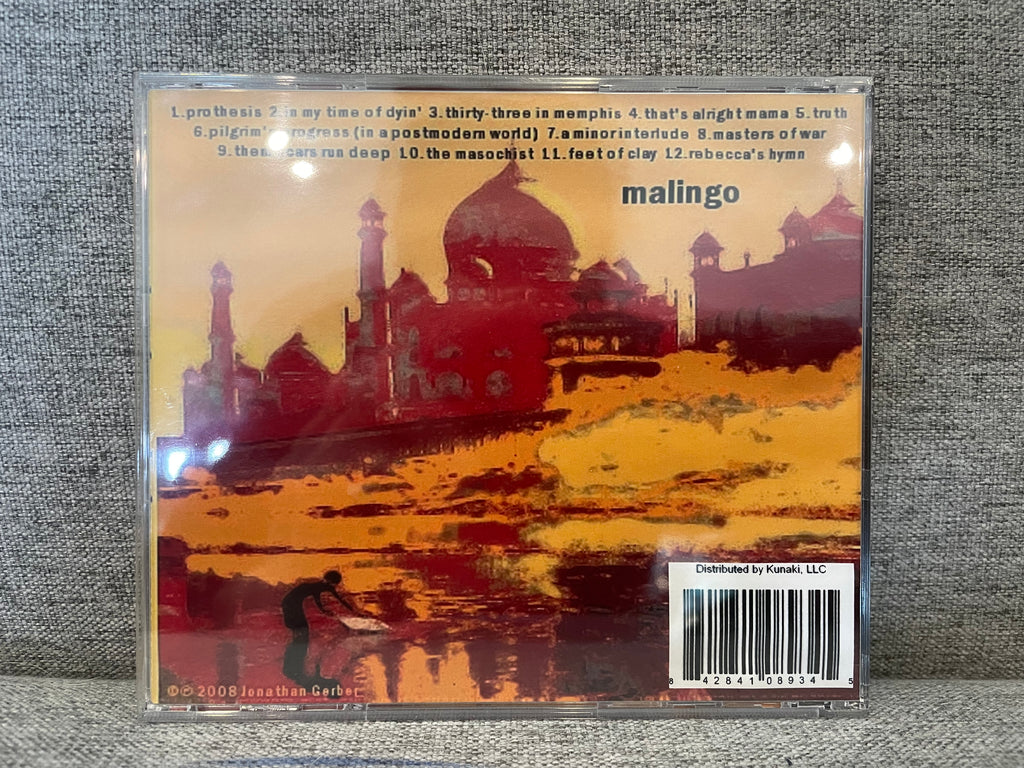 1.prothesis 2.in my time of dyin' 3.thirty-three in memphis 4.that's alright mama 5.truth
6.pilgrim's progress (in a postmodern world) 7.a minor interlude 8.masters of war
9.the scars run deep 10.the masochist 11.feet of clay 12.rebecca's hymn
malingo
Distributed by Kunaki, LLC
8 42841 08934 5
©℗ 2008 Jonathan Gerber